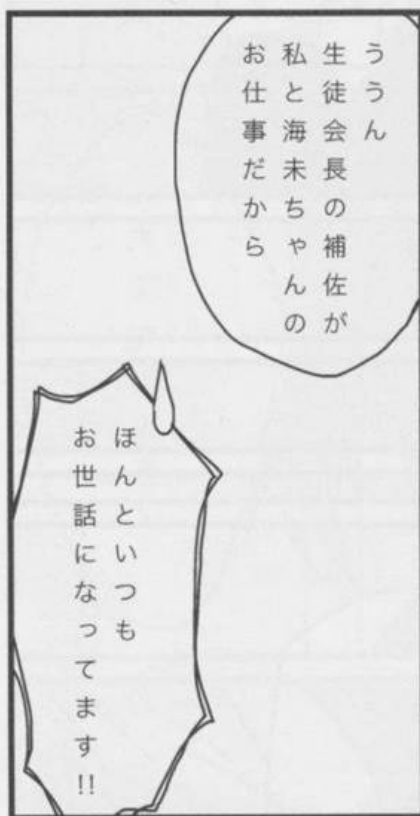 ううん
生徒会長の補佐が
私と海未ちゃんの
お仕事だから
ほんといつも
お世話になってます!!